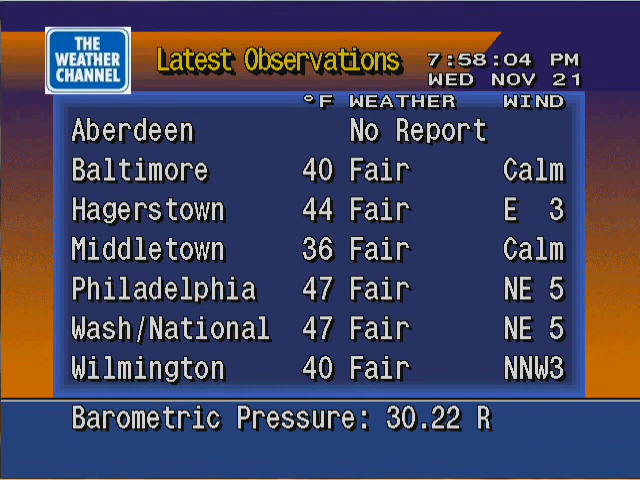 THE
WEATHER
CHANNEL
Latest Observations
7:58:04 PM
WED NOV 21
°F WEATHER WIND
Aberdeen No Report
Baltimore 40 Fair Calm
Hagerstown 44 Fair E 3
Middletown 36 Fair Calm
Philadelphia 47 Fair NE 5
Wash/National 47 Fair NE 5
Wilmington 40 Fair NNW3
Barometric Pressure: 30.22 R